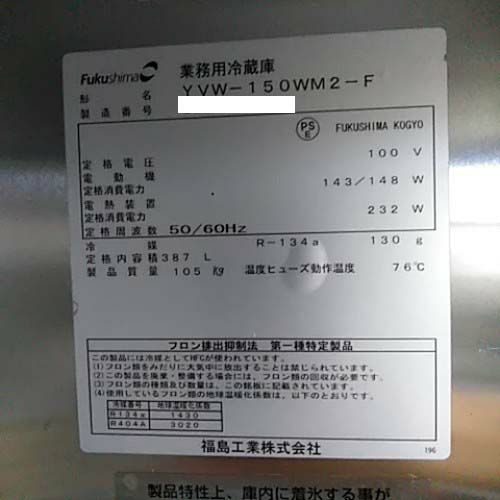 Fukushima 業務用冷蔵庫
形名 YVW-150WM2-F
製造番号
PS E FUKUSHIMA KOGYO
定格電圧 100 V
電動機
定格消費電力 143/148 W
電熱装置
定格消費電力 232 W
定格周波数 50/60Hz
冷媒 R-134a 130 g
定格内容積 387 L
製品質量 105 kg 温度ヒューズ動作温度 76℃
フロン排出抑制法 第一種特定製品
この製品には冷媒としてHFCが使われています。
(1)フロン類をみだりに大気中に放出することは禁じられています。
(2)この製品を廃棄・整備する場合には、フロン類の回収が必要です。
(3)フロン類の種類及び数量は、この銘板に記載されています。
(4)使用しているフロン類の地球温暖化係数は、以下のとおりです。
冷媒番号 地球温暖化係数
R134a 1430
R404A 3020
福島工業株式会社
196
製品特性上、庫内に着氷する事が